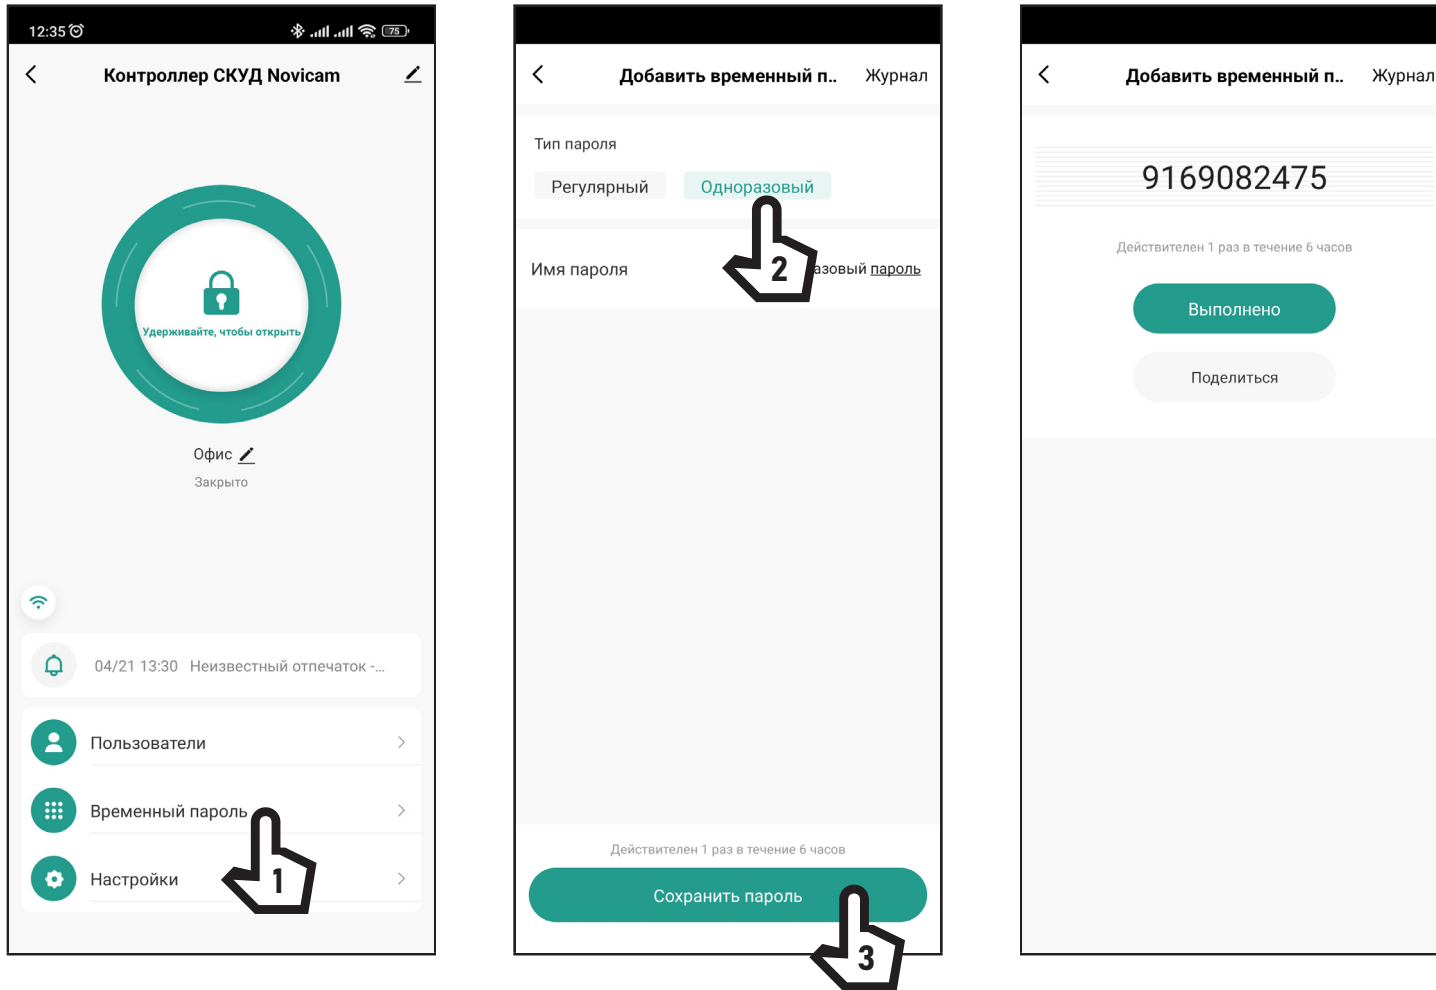 12:35
75
Контроллер СКУД Novicam
Удерживайте, чтобы открыть
Офис
Закрыто
04/21 13:30 Неизвестный отпечаток -...
Пользователи
Временный пароль
Настройки
1
Добавить временный п.. Журнал
Тип пароля
Регулярный Одноразовый
Имя пароля пароль
2
Действителен 1 раз в течение 6 часов
Сохранить пароль
3
Добавить временный п.. Журнал
9169082475
Действителен 1 раз в течение 6 часов
Выполнено
Поделиться